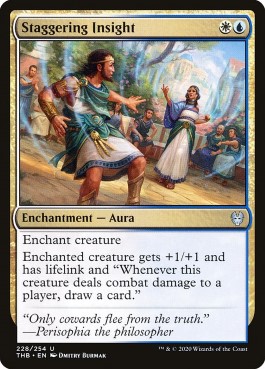 Staggering Insight
Enchantment — Aura
Enchant creature
Enchanted creature gets +1/+1 and
has lifelink and “Whenever this
creature deals combat damage to a
player, draw a card.”
“Only cowards flee from the truth.”
—Perisophia the philosopher
228/254 U
THB • EN Dmitry Burmak
™ & © 2020 Wizards of the Coast